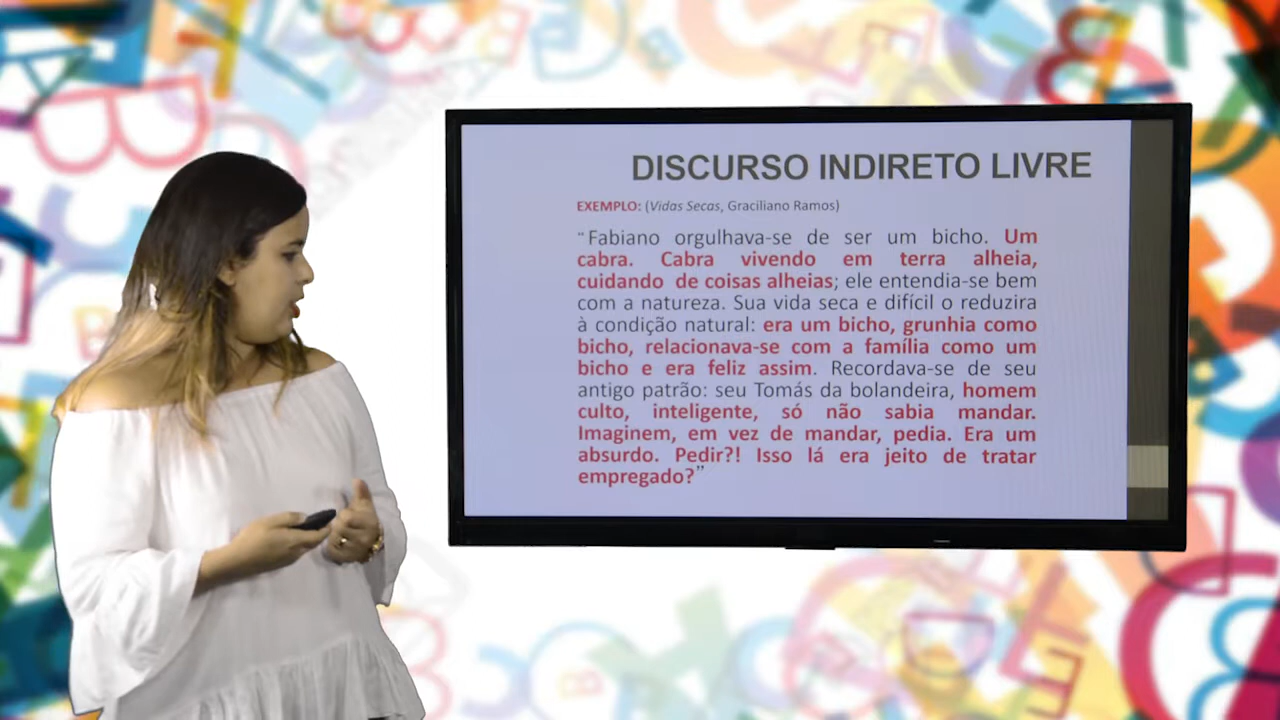 DISCURSO INDIRETO LIVRE
EXEMPLO: (Vidas Secas, Graciliano Ramos)
“Fabiano orgulhava-se de ser um bicho. Um
cabra. Cabra vivendo em terra alheia,
cuidando de coisas alheias; ele entendia-se bem
com a natureza. Sua vida seca e difícil o reduzira
à condição natural: era um bicho, grunhia como
bicho, relacionava-se com a família como um
bicho e era feliz assim. Recordava-se de seu
antigo patrão: seu Tomás da bolandeira, homem
culto, inteligente, só não sabia mandar.
Imaginem, em vez de mandar, pedia. Era um
absurdo. Pedir?! Isso lá era jeito de tratar
empregado?”